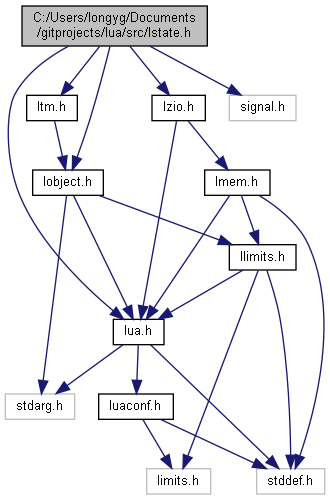 C:/Users/longyg/Documents
/gitprojects/lua/src/lstate.h
ltm.h
lzio.h
signal.h
lobject.h
lmem.h
llimits.h
lua.h
stdarg.h
luaconf.h
limits.h
stddef.h